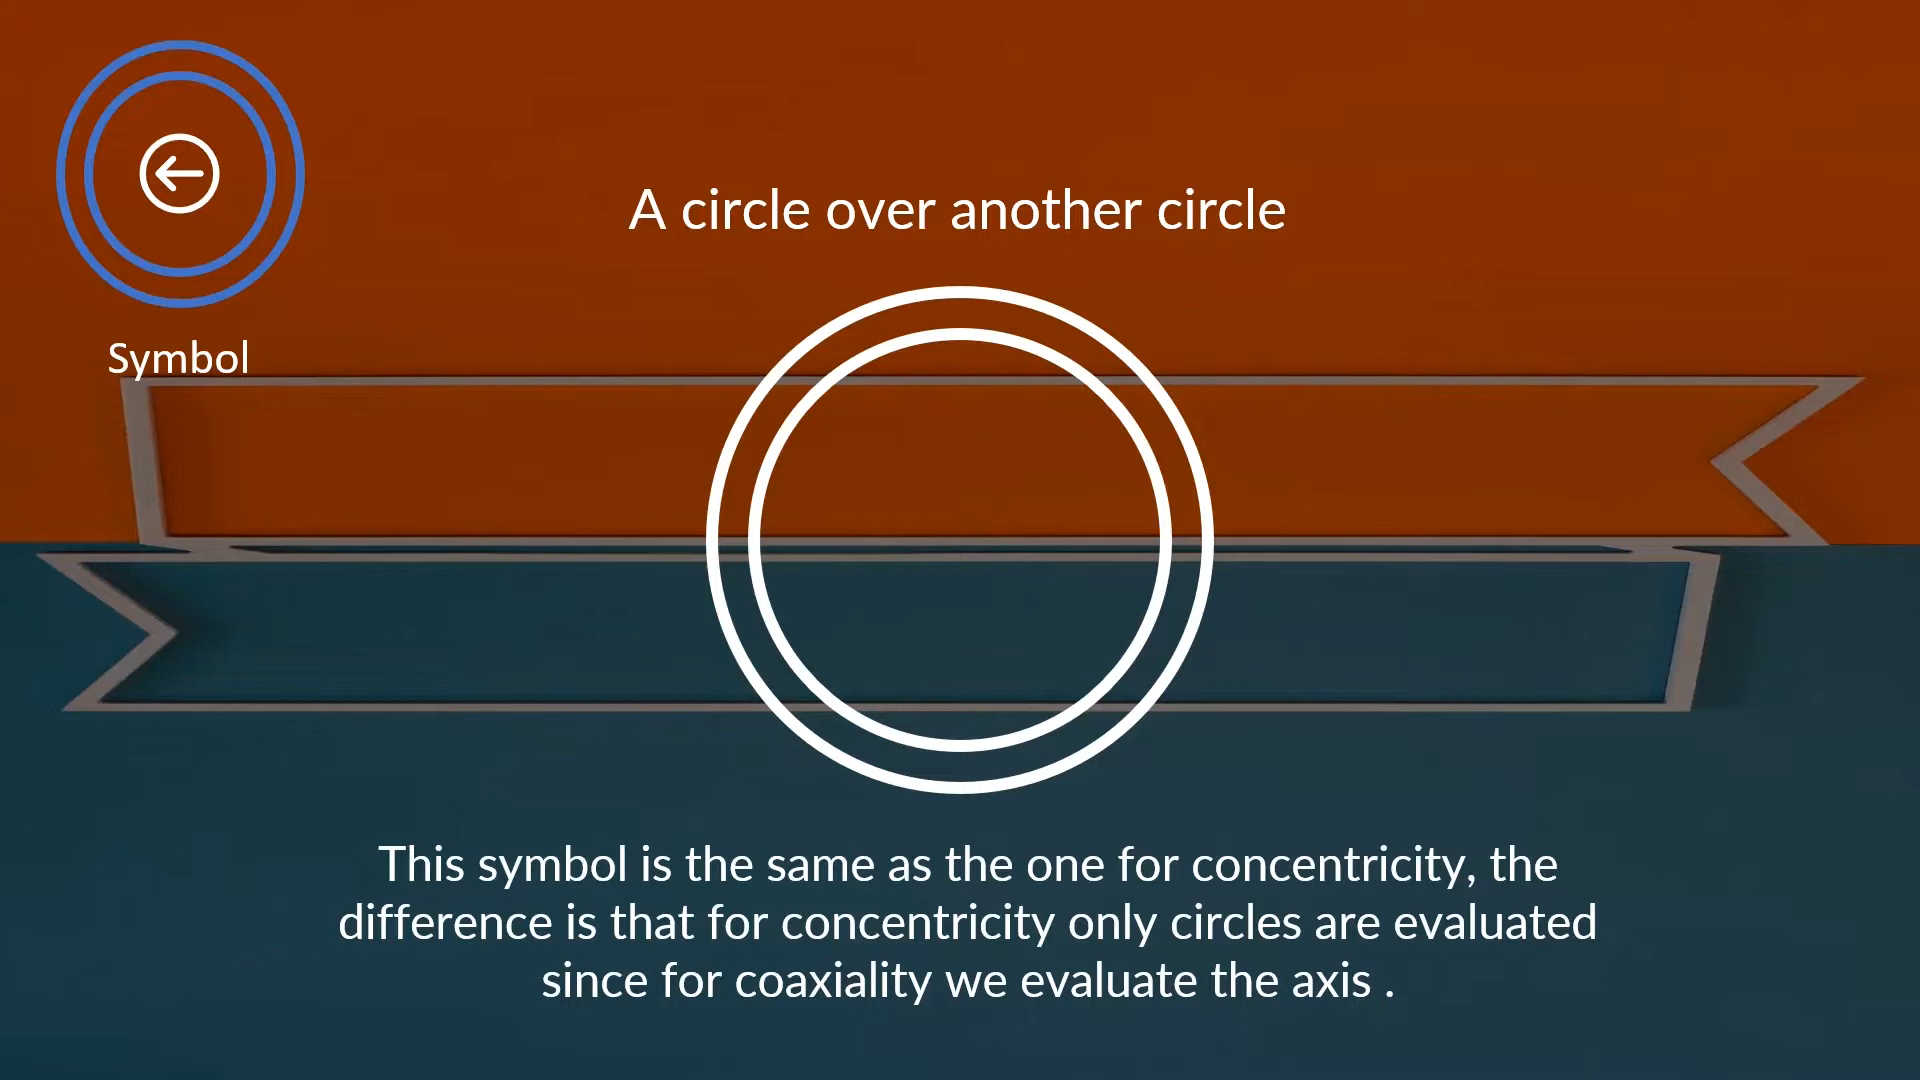 A circle over another circle
Symbol
This symbol is the same as the one for concentricity, the
difference is that for concentricity only circles are evaluated
since for coaxiality we evaluate the axis .